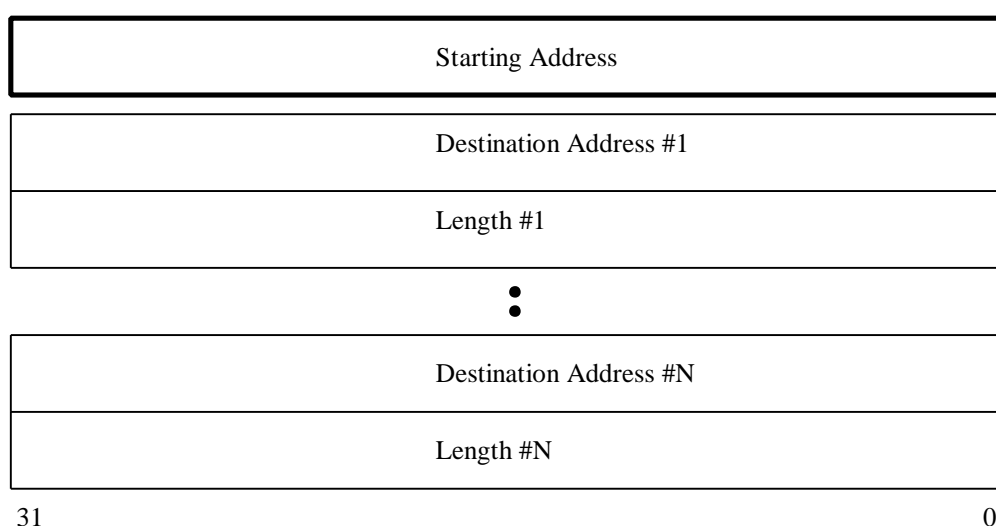 Starting Address
Destination Address #1
Length #1
Destination Address #N
Length #N
31 0